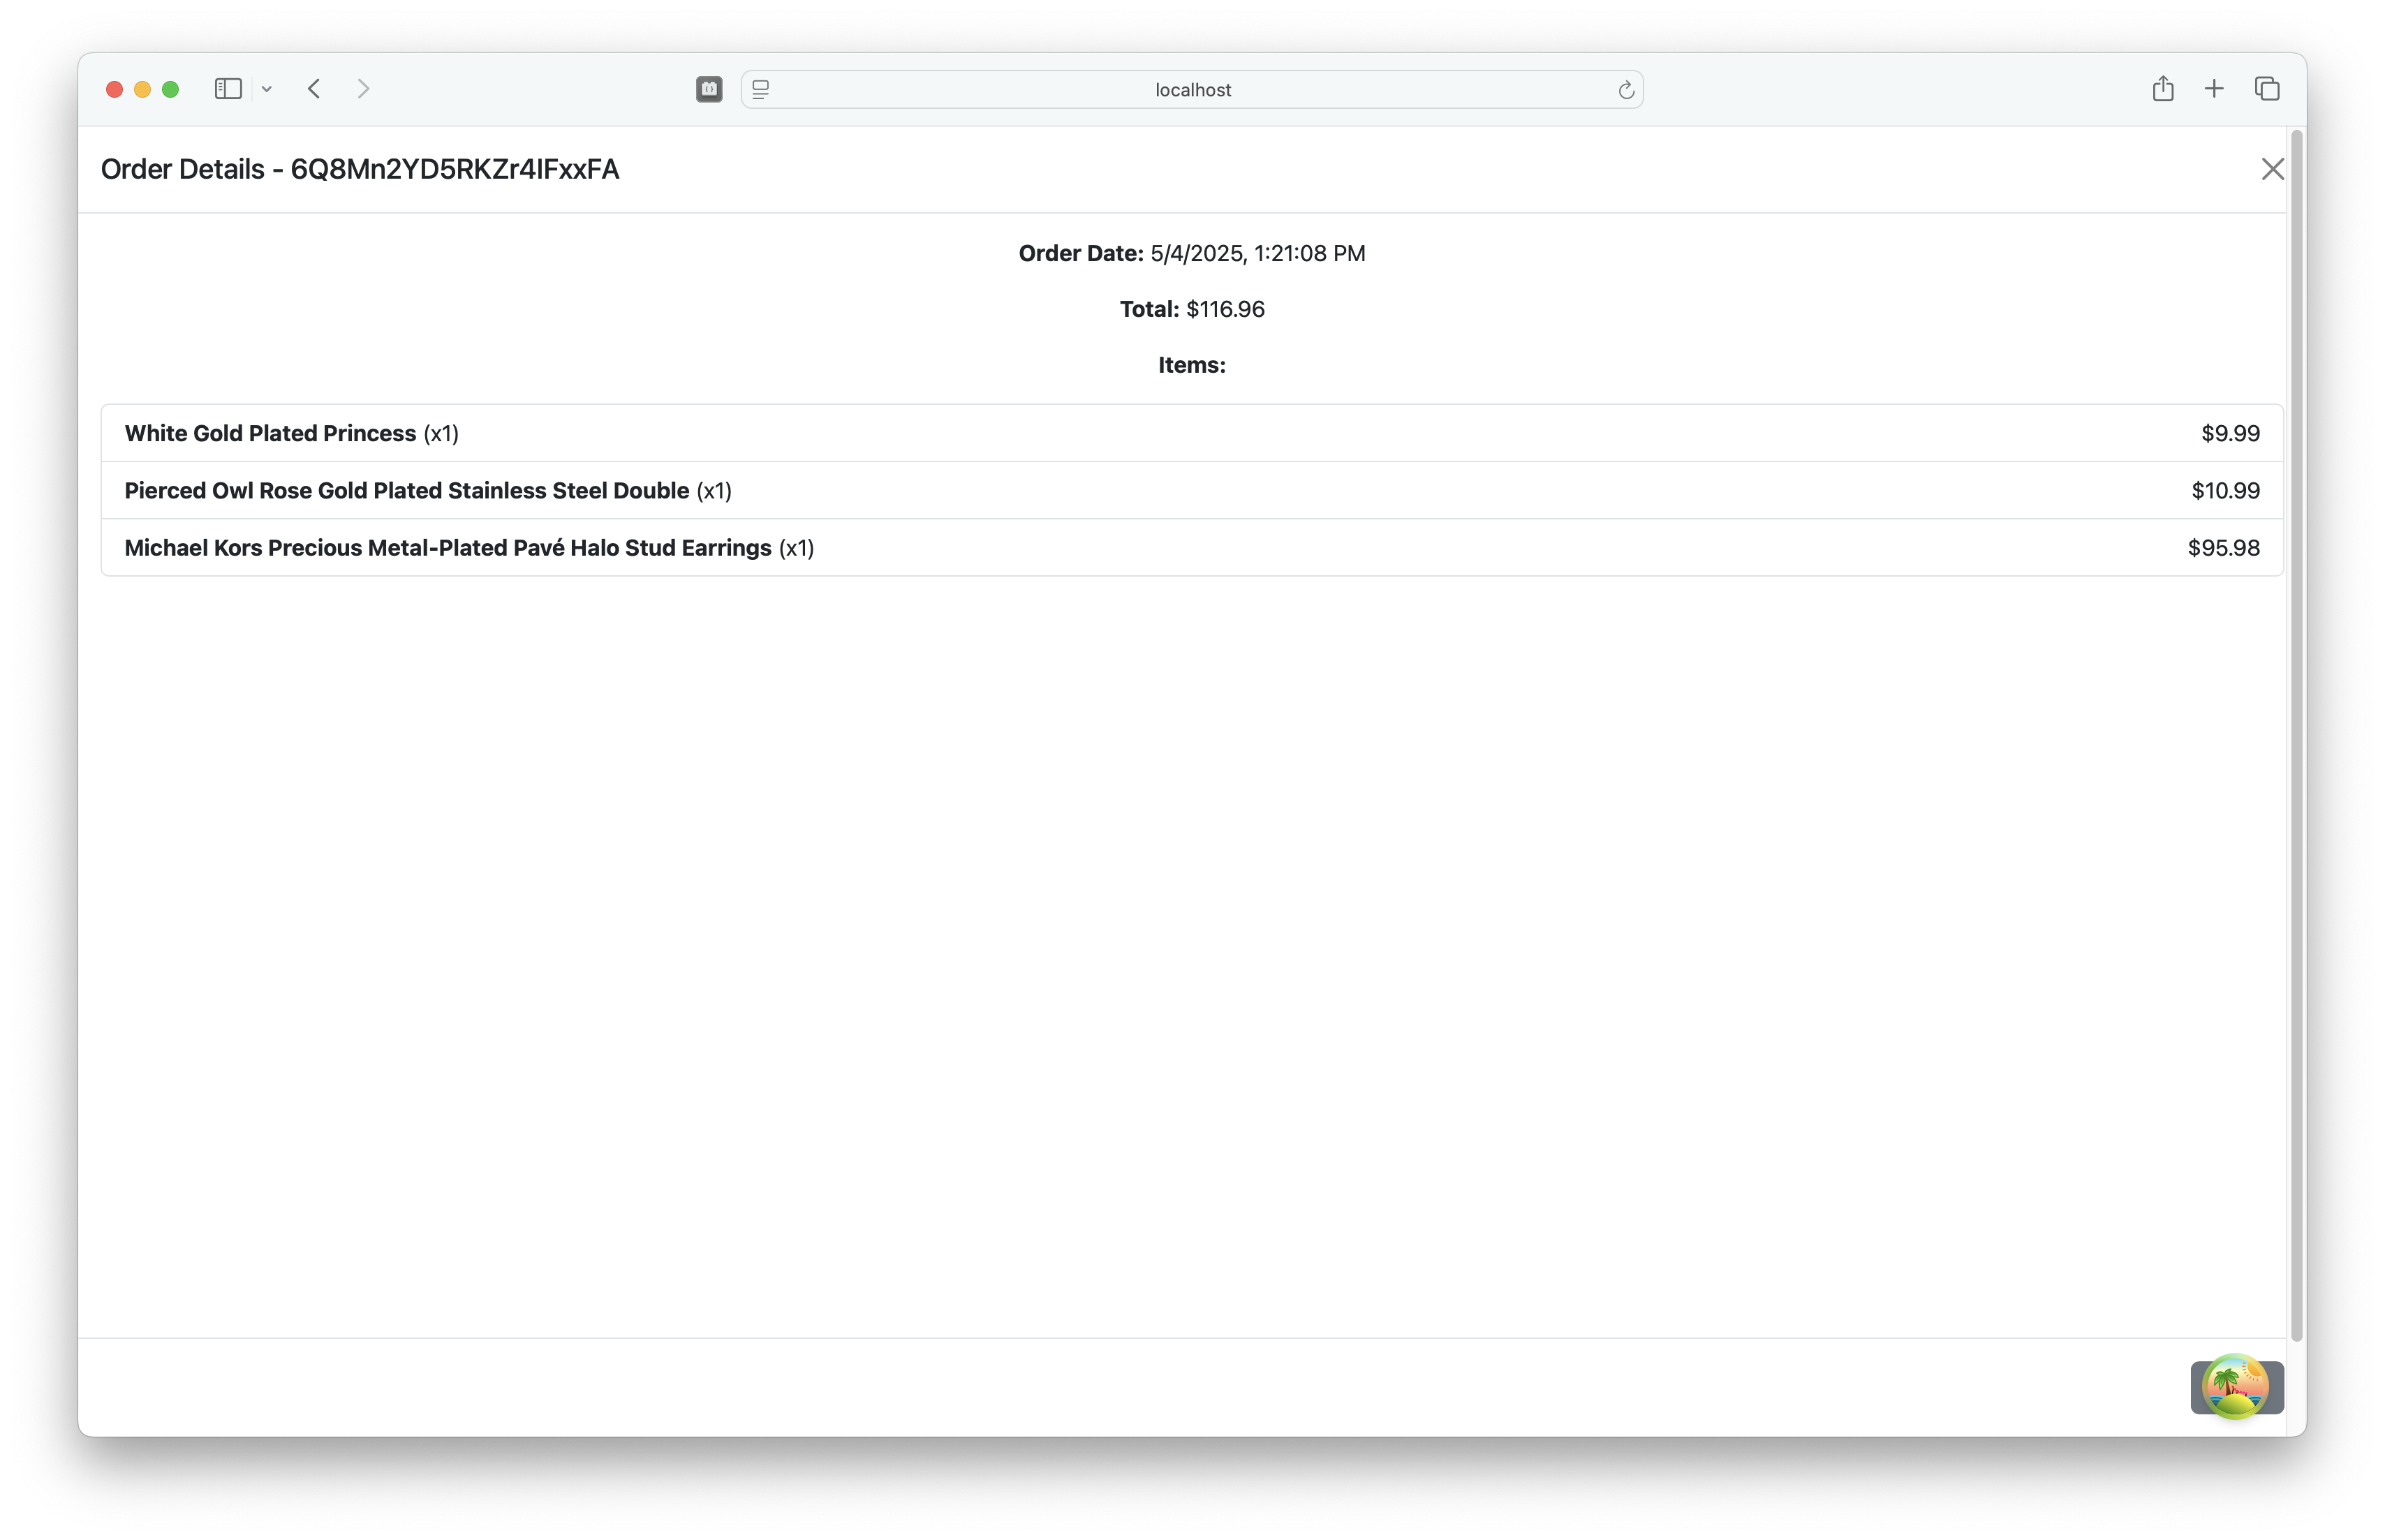 localhost
Order Details - 6Q8Mn2YD5RKZr4IFxxFA
Order Date: 5/4/2025, 1:21:08 PM
Total: $116.96
Items:
White Gold Plated Princess (x1) $9.99
Pierced Owl Rose Gold Plated Stainless Steel Double (x1) $10.99
Michael Kors Precious Metal-Plated Pavé Halo Stud Earrings (x1) $95.98